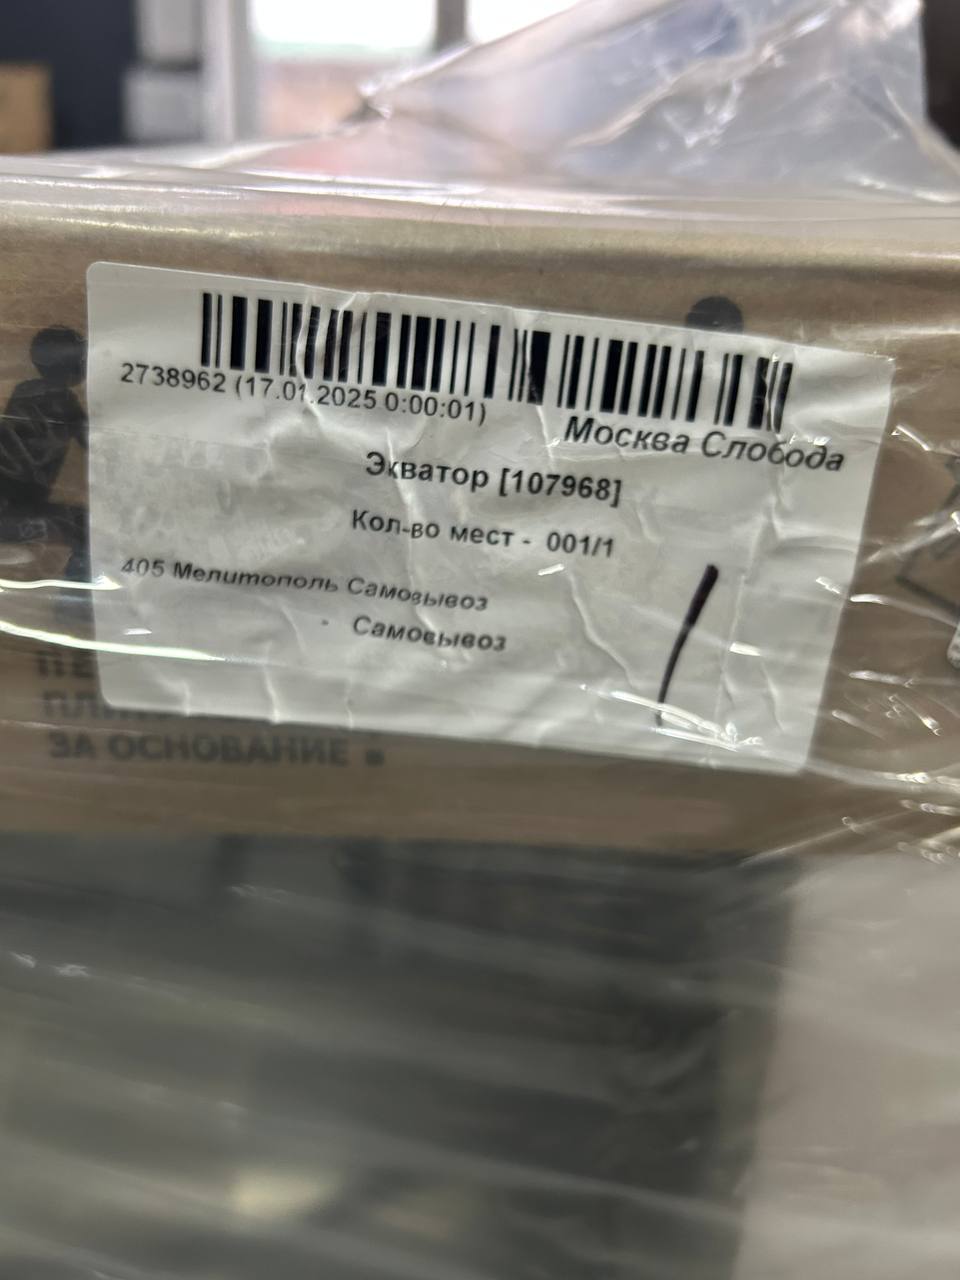 2738962 (17.01.2025 0:00:01)
Москва Слобода
Экватор [107968]
Кол-во мест - 001/1
405 Мелитополь Самовывоз
Самовывоз
ЗА ОСНОВАНИЕ